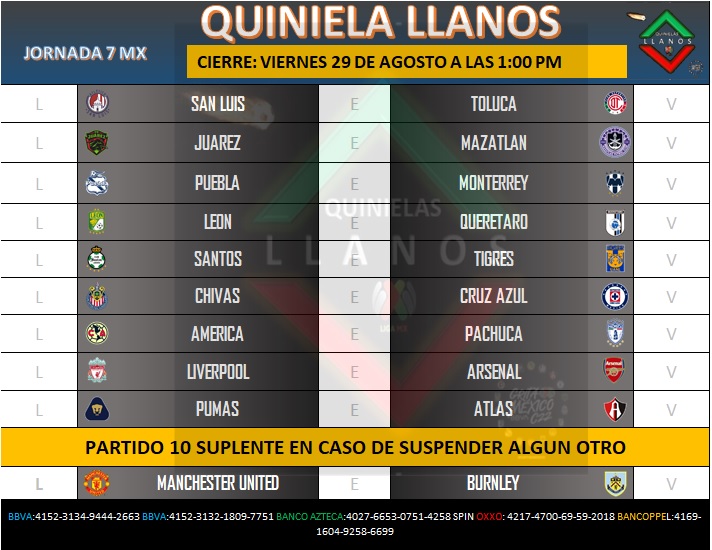 QUINIELA LLANOS
JORNADA 7 MX
CIERRE: VIERNES 29 DE AGOSTO A LAS 1:00 PM
QUINIELAS
LLANOS
L SAN LUIS E TOLUCA V
L JUAREZ E MAZATLAN V
L PUEBLA E MONTERREY V
L LEON E QUERETARO V
L SANTOS E TIGRES V
L CHIVAS E CRUZ AZUL V
L AMERICA E PACHUCA V
L LIVERPOOL E ARSENAL V
L PUMAS E ATLAS V
QUINIELAS
LLANOS
LIGA MX
PARTIDO 10 SUPLENTE EN CASO DE SUSPENDER ALGUN OTRO
L MANCHESTER UNITED E BURNLEY V
BBVA:4152-3134-9444-2663 BBVA:4152-3132-1809-7751 BANCO AZTECA:4027-6653-0751-4258 SPIN OXXO: 4217-4700-69-59-2018 BANCOPPEL:4169-
1604-9258-6699